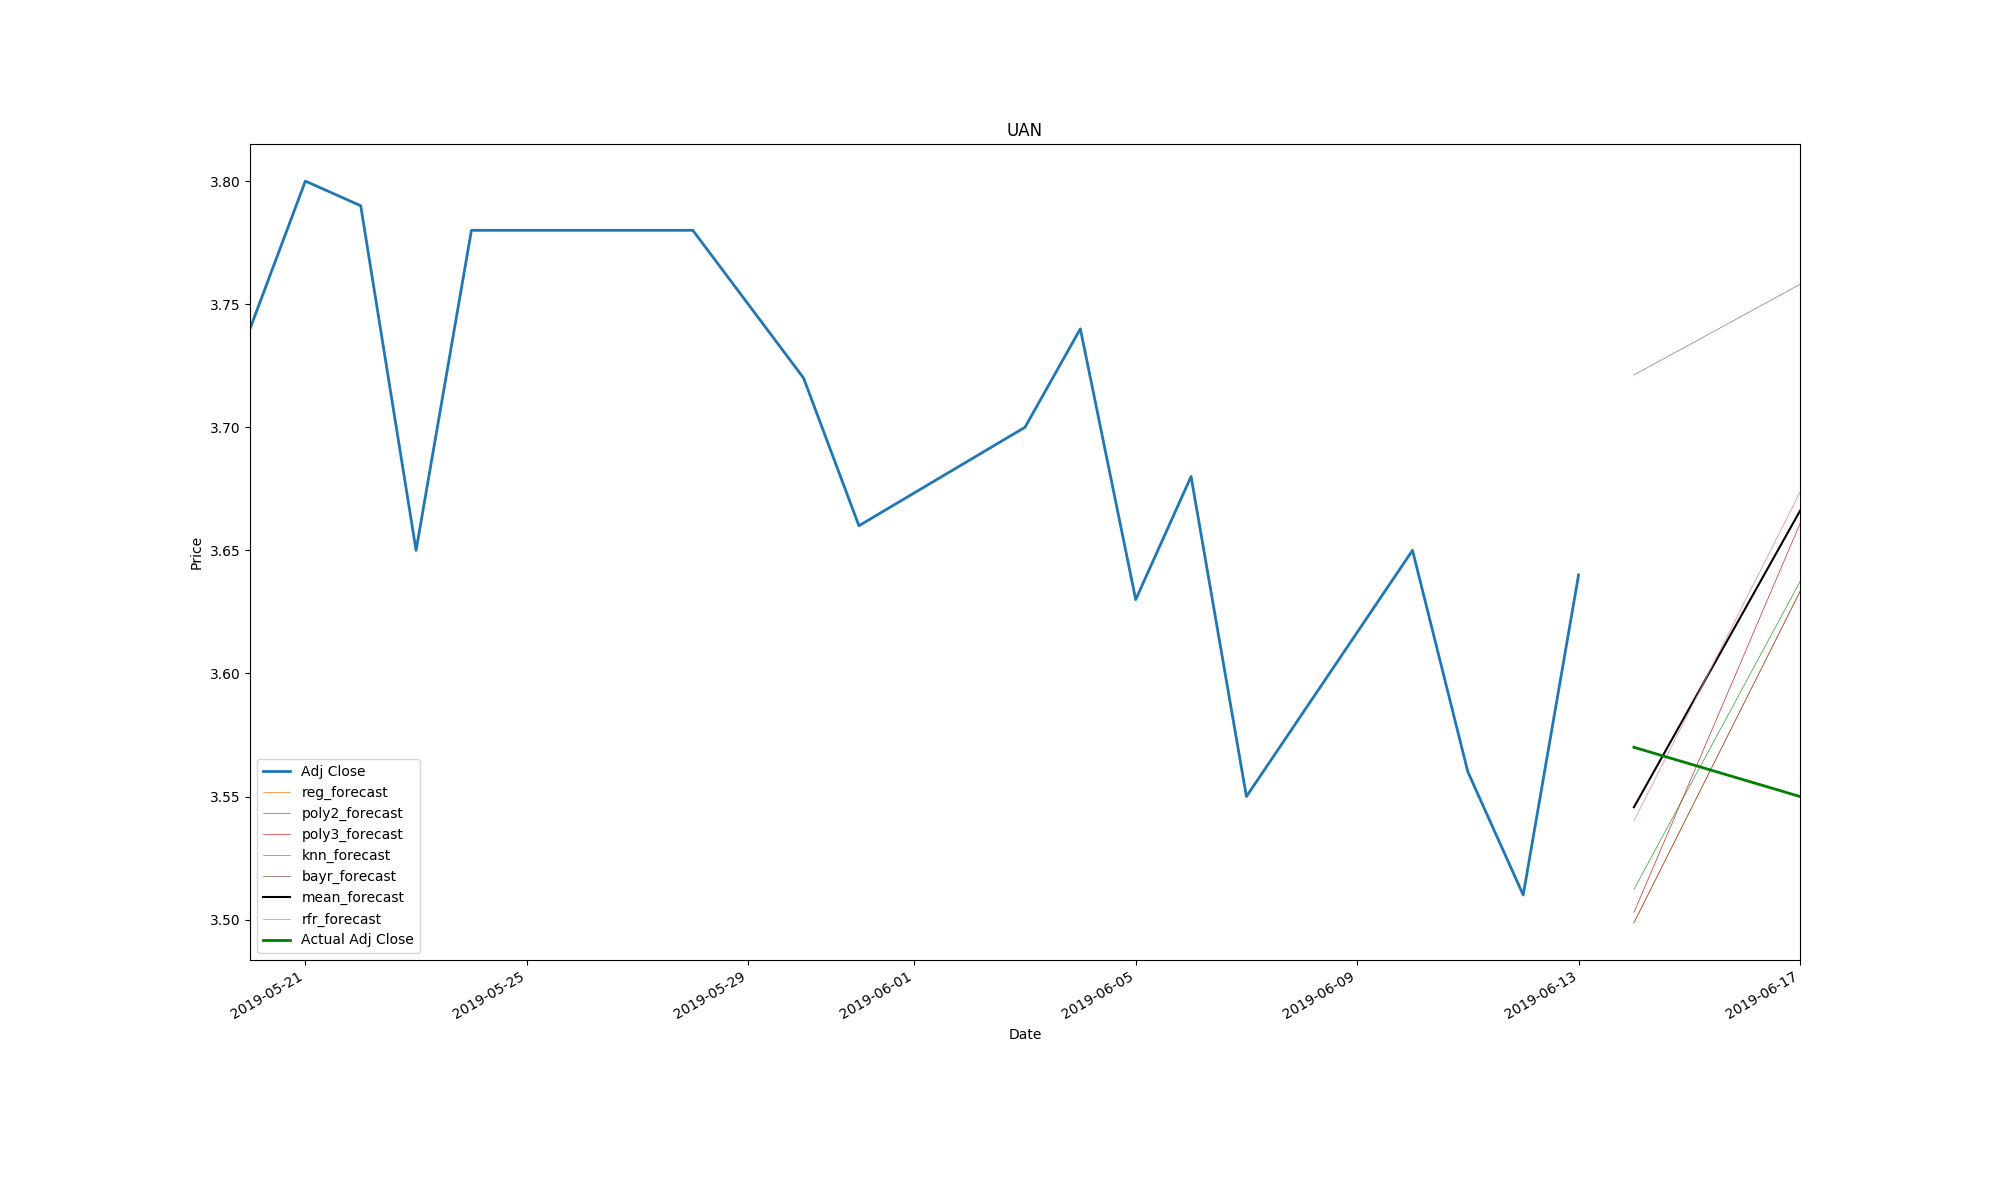 UAN
3.80
3.75
3.70
3.65
3.60
3.55
3.50
Price
Adj Close
reg_forecast
poly2_forecast
poly3_forecast
knn_forecast
bayr_forecast
mean_forecast
rfr_forecast
Actual Adj Close
2019-05-21
2019-05-25
2019-05-29
2019-06-01
2019-06-05
2019-06-09
2019-06-13
2019-06-17
Date